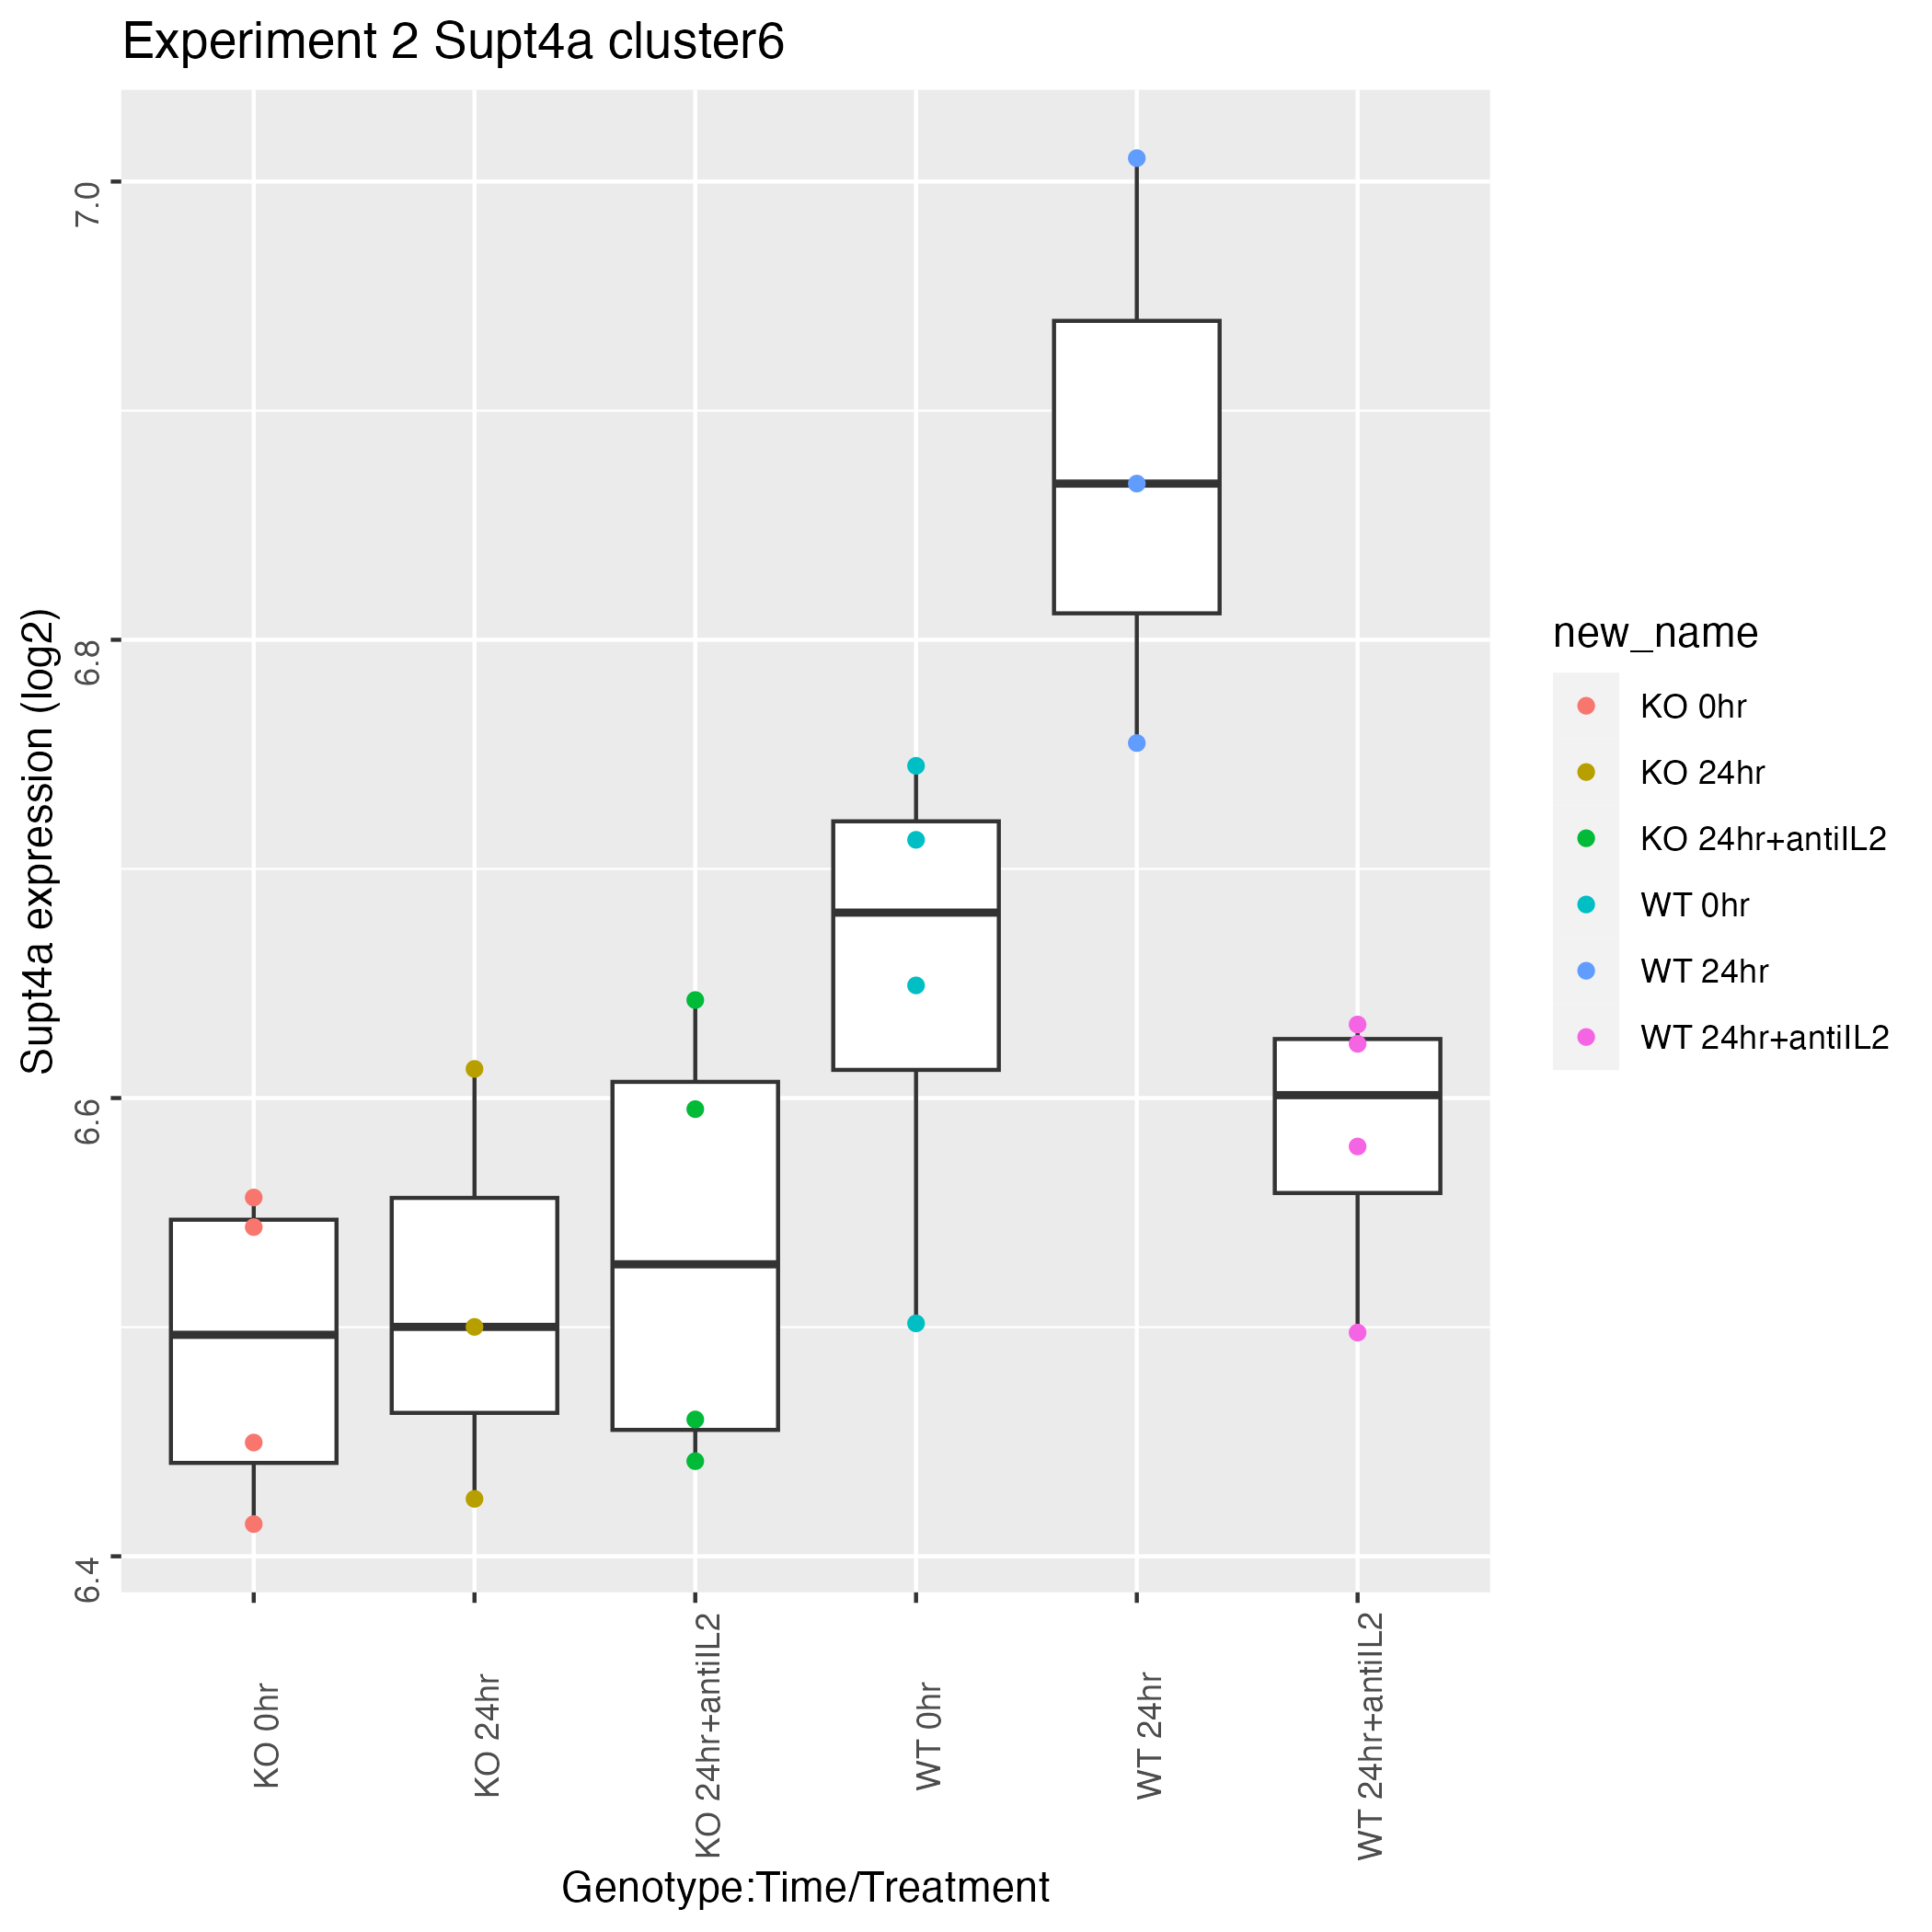 Experiment 2 Supt4a cluster6
Supt4a expression (log2)
7.0
6.8
6.6
6.4
KO 0hr
KO 24hr
KO 24hr+antiIL2
WT 0hr
WT 24hr
WT 24hr+antiIL2
Genotype:Time/Treatment
new_name
KO 0hr
KO 24hr
KO 24hr+antiIL2
WT 0hr
WT 24hr
WT 24hr+antiIL2